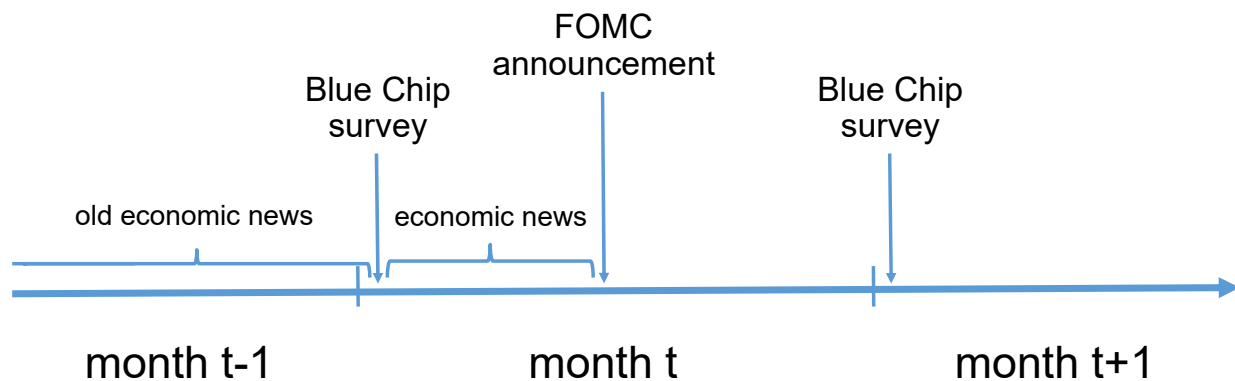 FOMC
announcement
Blue Chip
survey
Blue Chip
survey
old economic news
economic news
month t-1
month t
month t+1